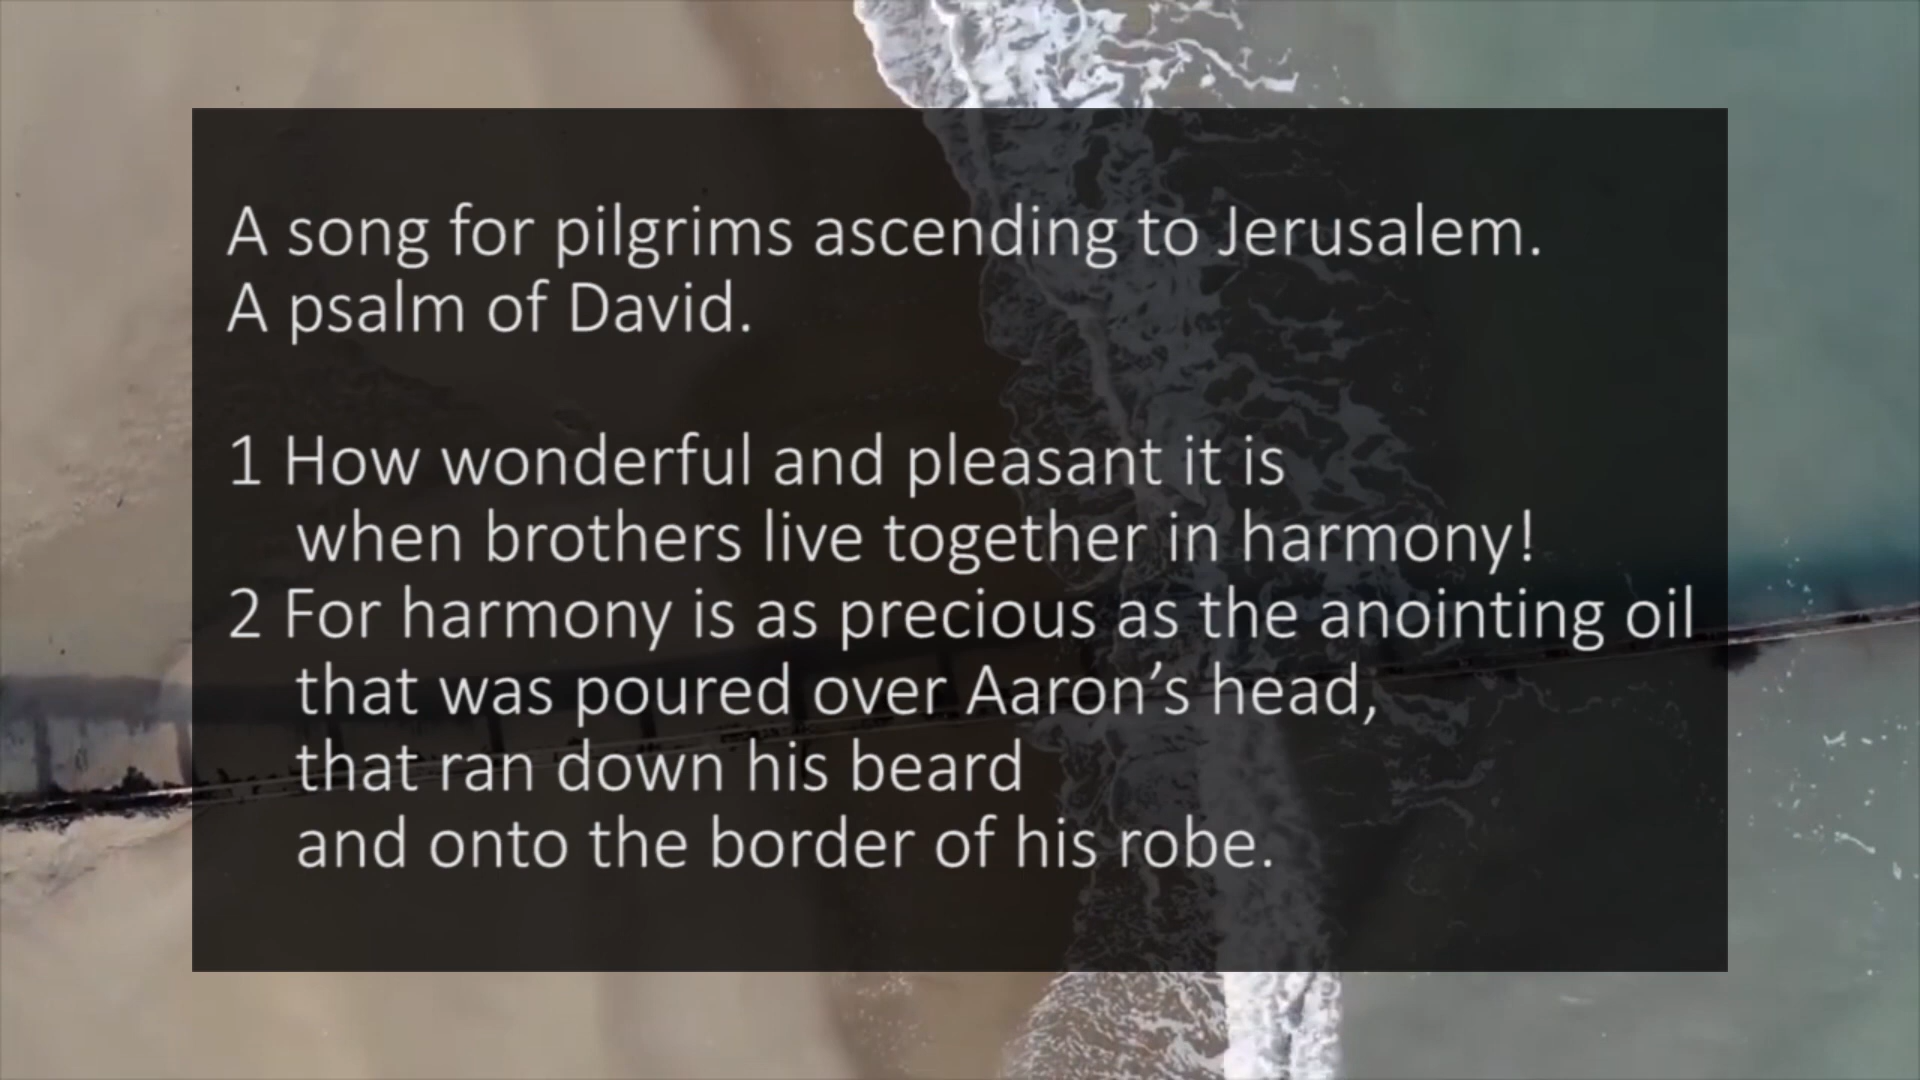 A song for pilgrims ascending to Jerusalem.
A psalm of David.
1 How wonderful and pleasant it is
when brothers live together in harmony!
2 For harmony is as precious as the anointing oil
that was poured over Aaron’s head,
that ran down his beard
and onto the border of his robe.